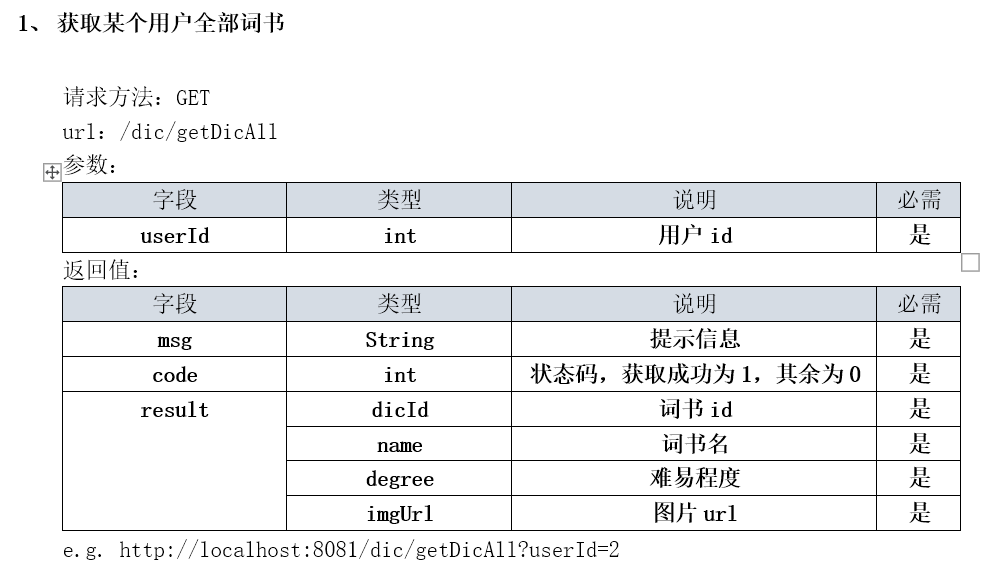 1、 获取某个用户全部词书
请求方法：GET
url：/dic/getDicAll
参数：
字段 类型 说明 必需
userId int 用户 id 是
返回值：
字段 类型 说明 必需
msg String 提示信息 是
code int 状态码，获取成功为 1，其余为 0 是
result dicId 词书 id 是
name 词书名 是
degree 难易程度 是
imgUrl 图片 url 是
e.g. http://localhost:8081/dic/getDicAll?userId=2